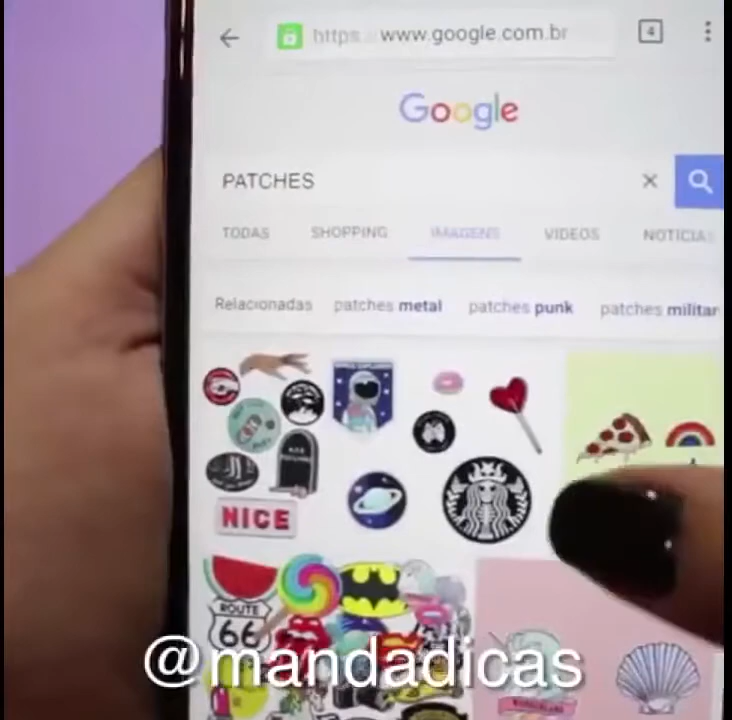 https://www.google.com.br
4
Google
PATCHES
TODAS SHOPPING IMAGENS VÍDEOS NOTÍCIAS
Relacionadas patches metal patches punk patches militar
NICE
ROUTE
66
@mandadicas